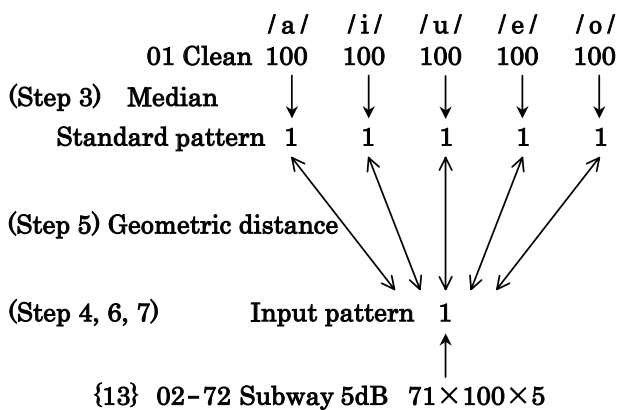 /a/ /i/ /u/ /e/ /o/
01 Clean 100 100 100 100 100
(Step 3) Median
Standard pattern 1 1 1 1 1
(Step 5) Geometric distance
(Step 4, 6, 7) Input pattern 1
{13} 02-72 Subway 5dB 71×100×5